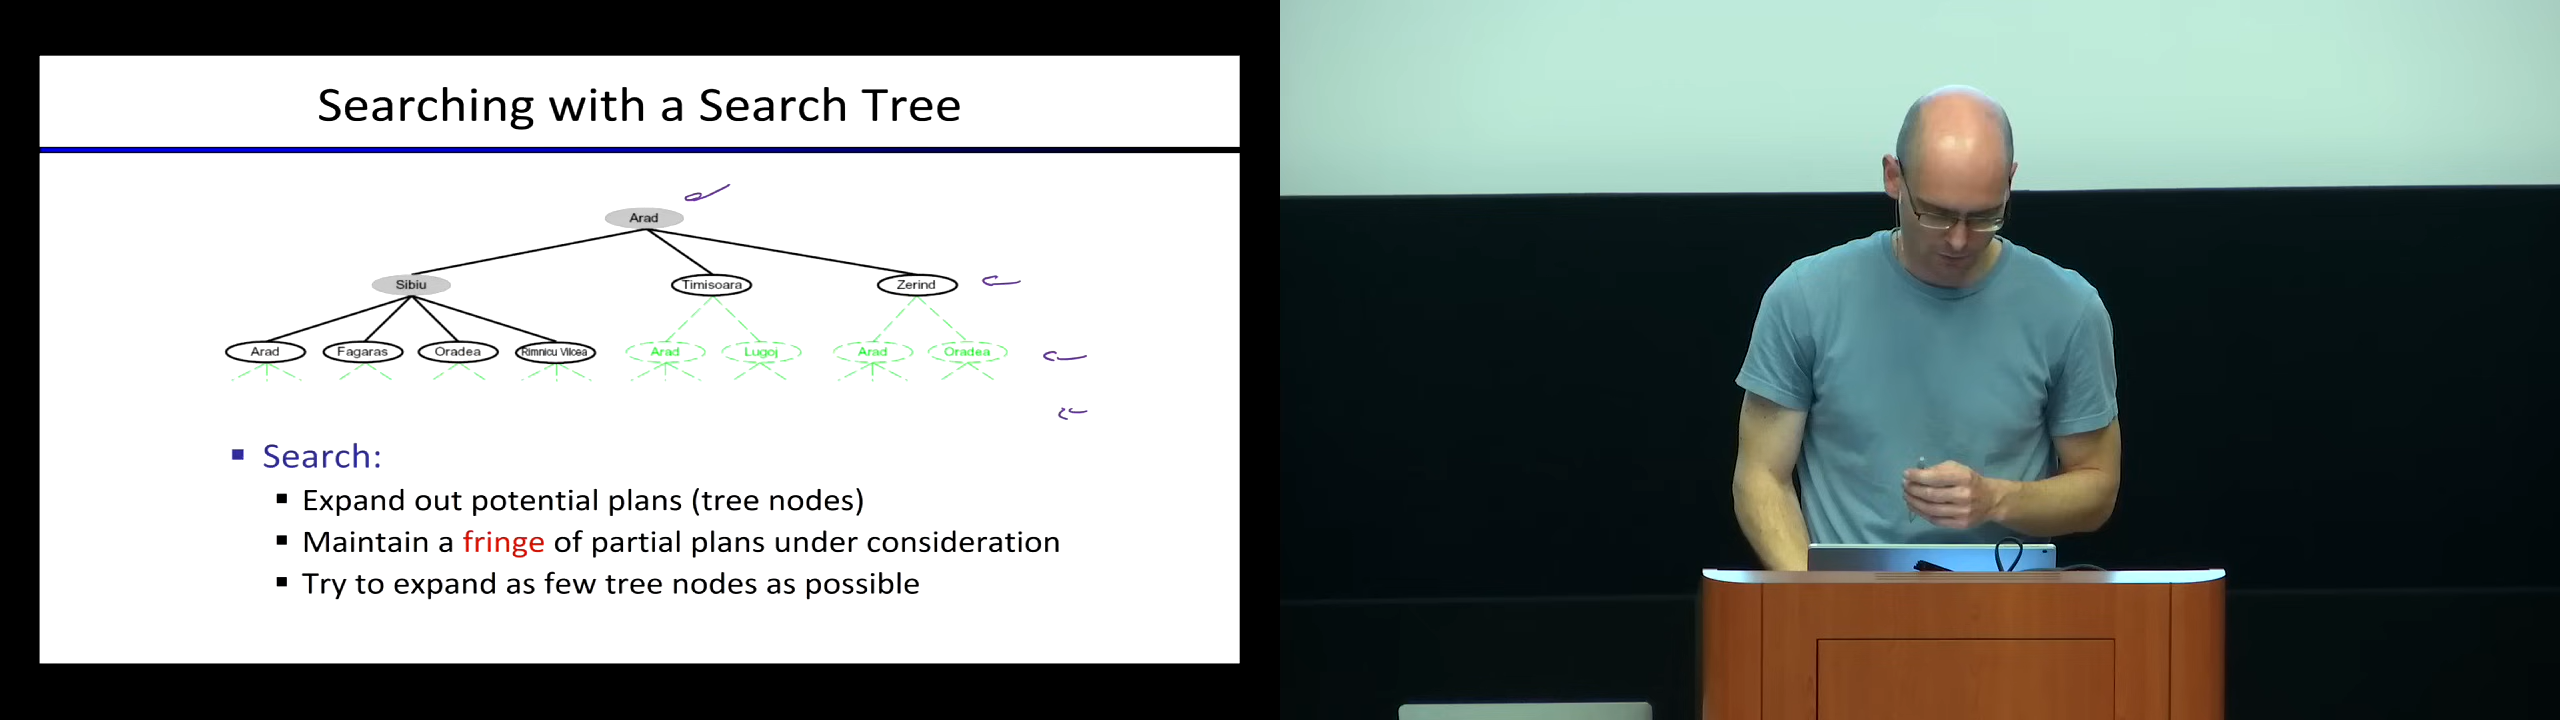 Searching with a Search Tree
Arad
Sibiu Timisoara Zerind
Arad Fagaras Oradea Rimnicu Vilcea Arad Lugoj Arad Oradea
Search:
Expand out potential plans (tree nodes)
Maintain a fringe of partial plans under consideration
Try to expand as few tree nodes as possible